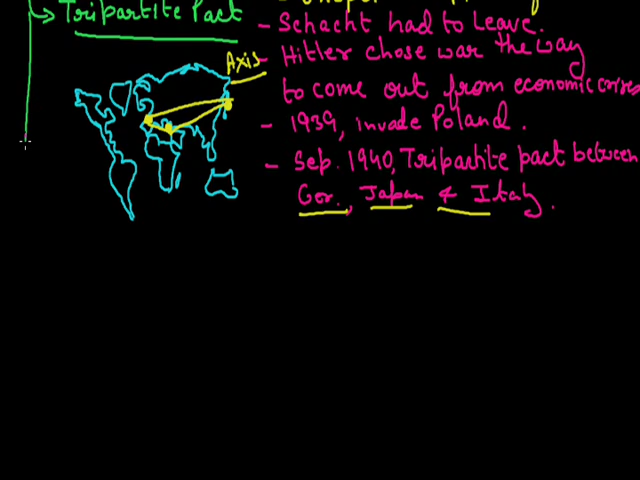 Tripartite Pact
- Schacht had to leave.
Axis
- Hitler chose war the way
to come out from economic crises
- 1939, invade Poland.
- Sep. 1940, Tripartite pact between
Ger., Japan & Italy.